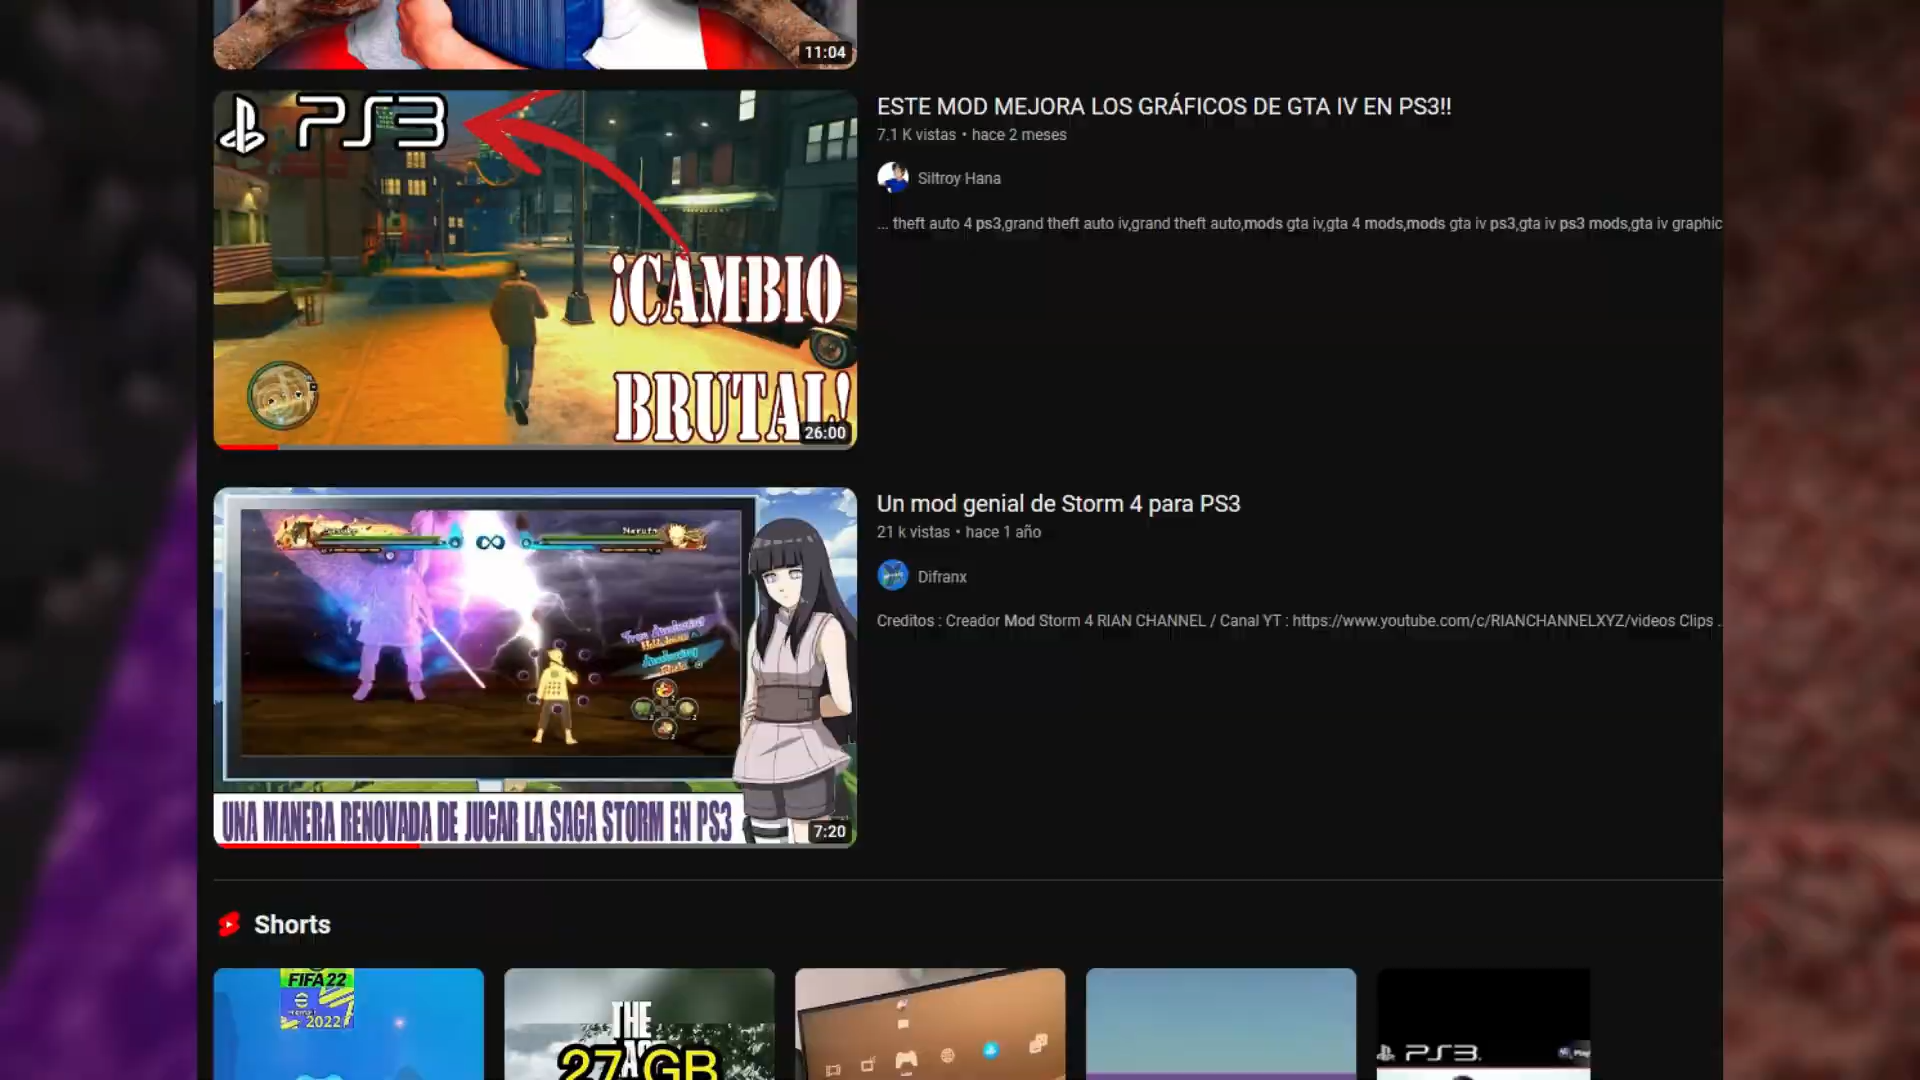 11:04
PS3
¡CAMBIO
BRUTAL!
26:00
ESTE MOD MEJORA LOS GRÁFICOS DE GTA IV EN PS3!!
7.1 K vistas • hace 2 meses
Siltroy Hana
... theft auto 4 ps3,grand theft auto iv,grand theft auto,mods gta iv,gta 4 mods,mods gta iv ps3,gta iv ps3 mods,gta iv graphic
Naruto
UNA MANERA RENOVADA DE JUGAR LA SAGA STORM EN PS3
7:20
Un mod genial de Storm 4 para PS3
21 k vistas • hace 1 año
Difranx
Creditos : Creador Mod Storm 4 RIAN CHANNEL / Canal YT : https://www.youtube.com/c/RIANCHANNELXYZ/videos Clips ..
Shorts
FIFA 22
2022
THE
27 GB
PS3